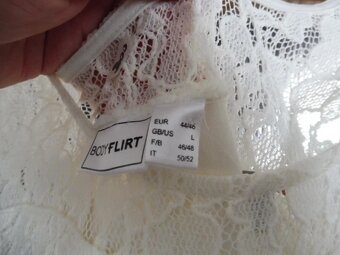 BODYFLIRT
EUR 44/46
GB/US L
F/B 46/48
IT 50/52